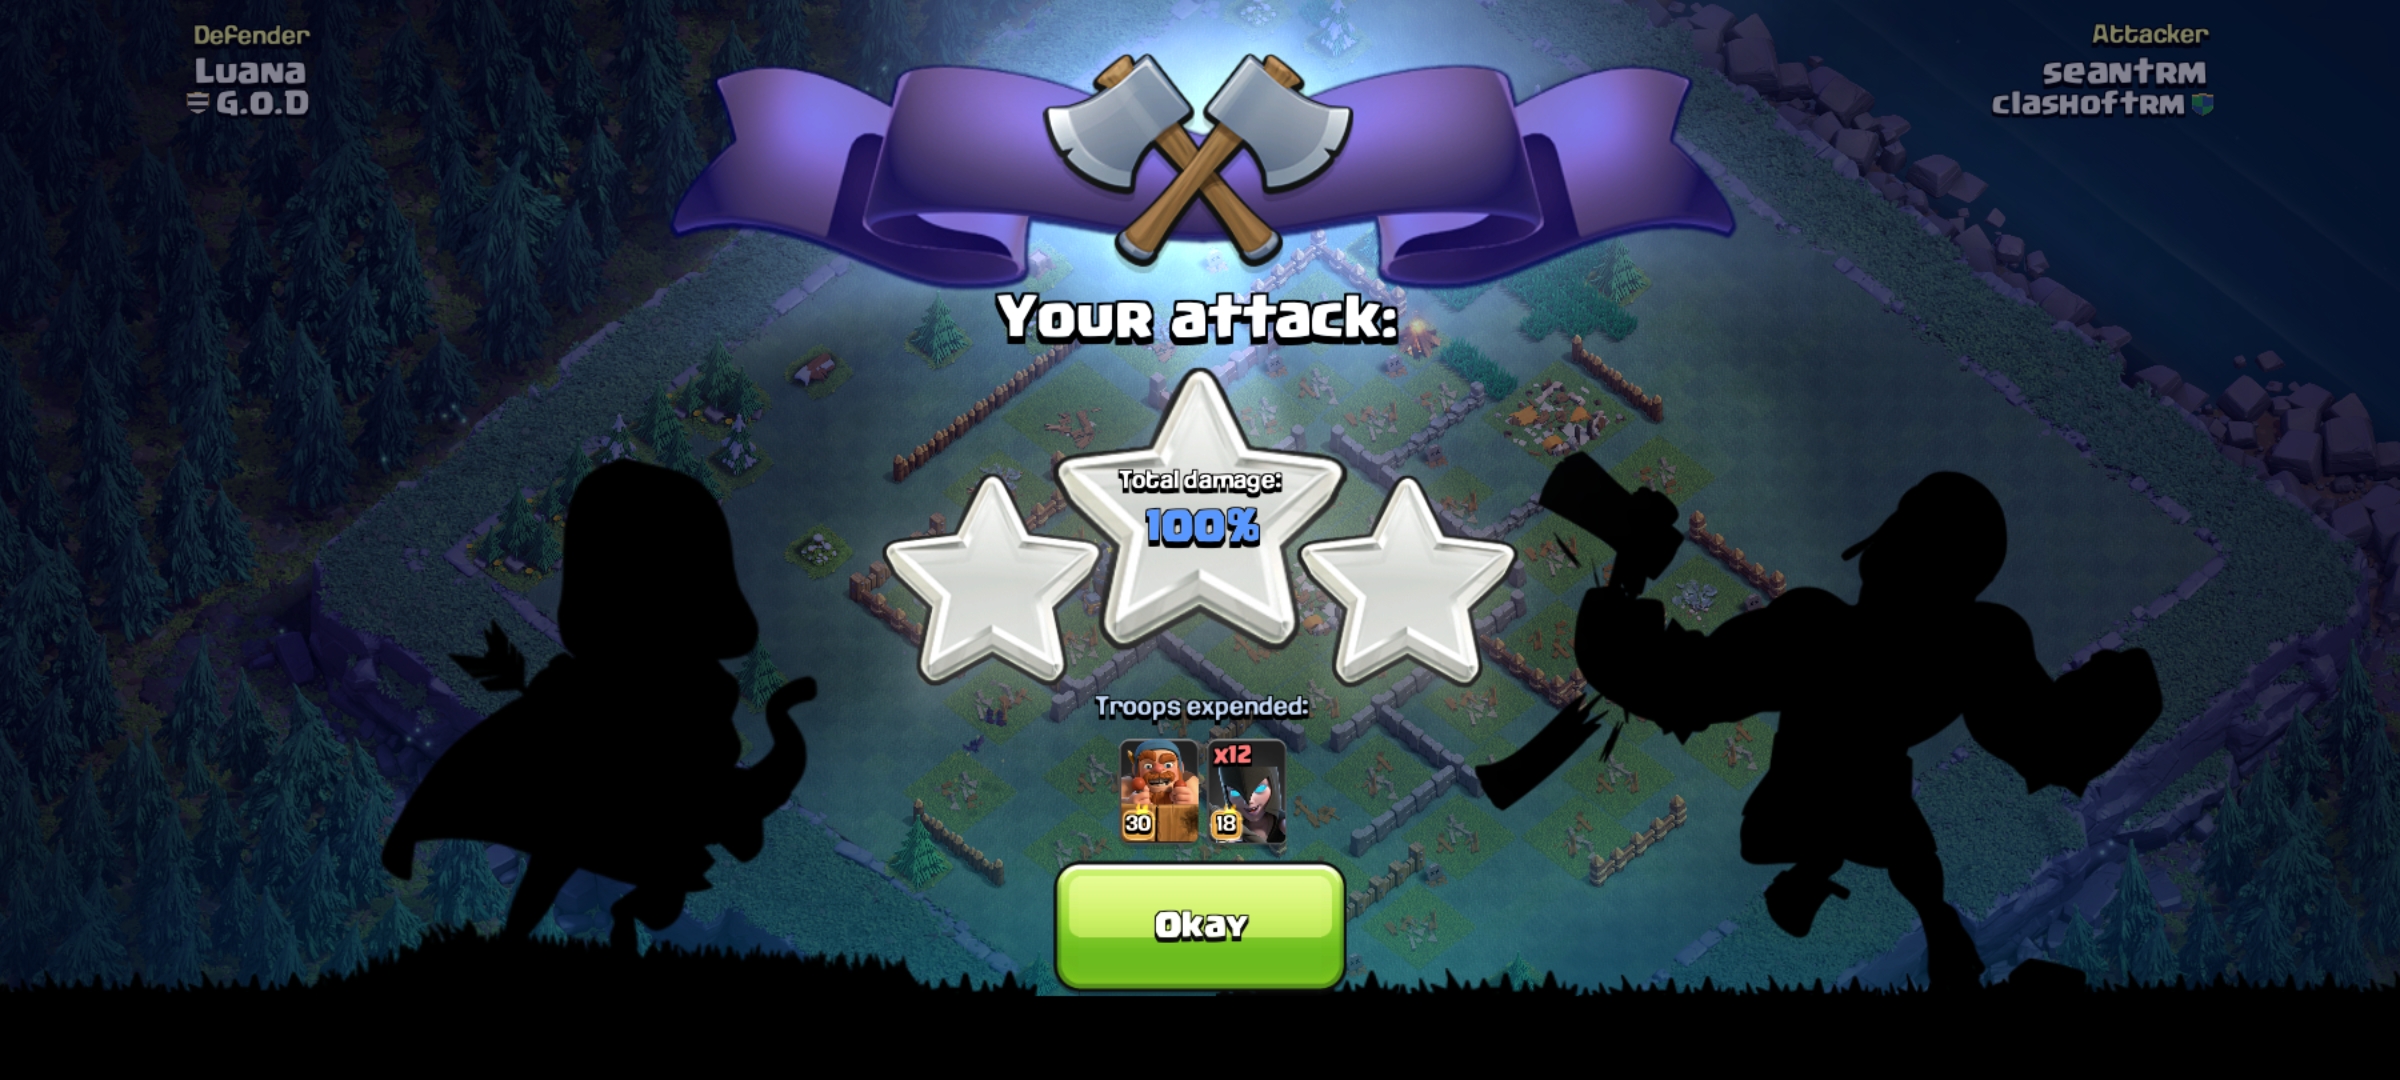 Defender
Luana
G.O.D
Attacker
seantrm
clashoftrm
Your attack:
Total damage:
100%
Troops expended:
30
x12
18
Okay